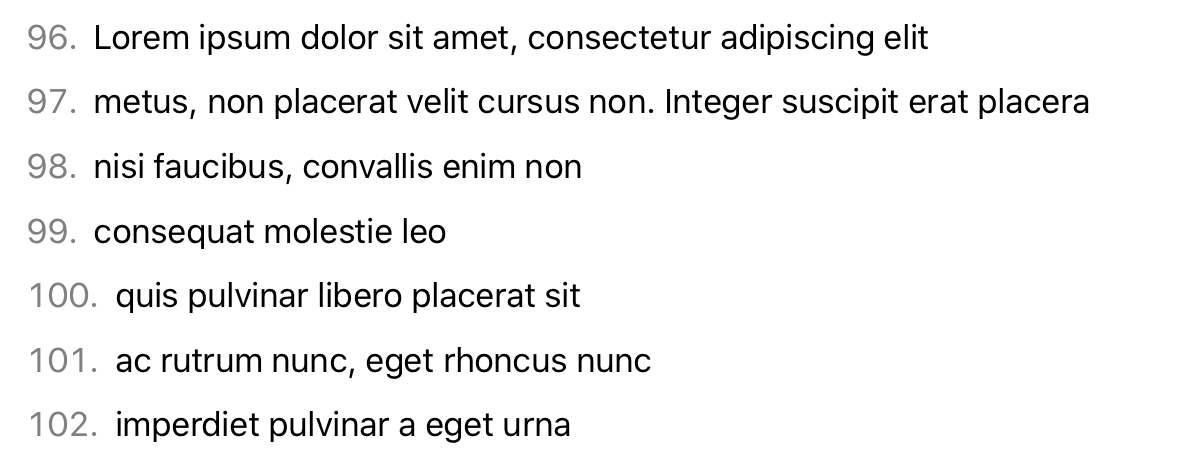 96. Lorem ipsum dolor sit amet, consectetur adipiscing elit
97. metus, non placerat velit cursus non. Integer suscipit erat placera
98. nisi faucibus, convallis enim non
99. consequat molestie leo
100. quis pulvinar libero placerat sit
101. ac rutrum nunc, eget rhoncus nunc
102. imperdiet pulvinar a eget urna